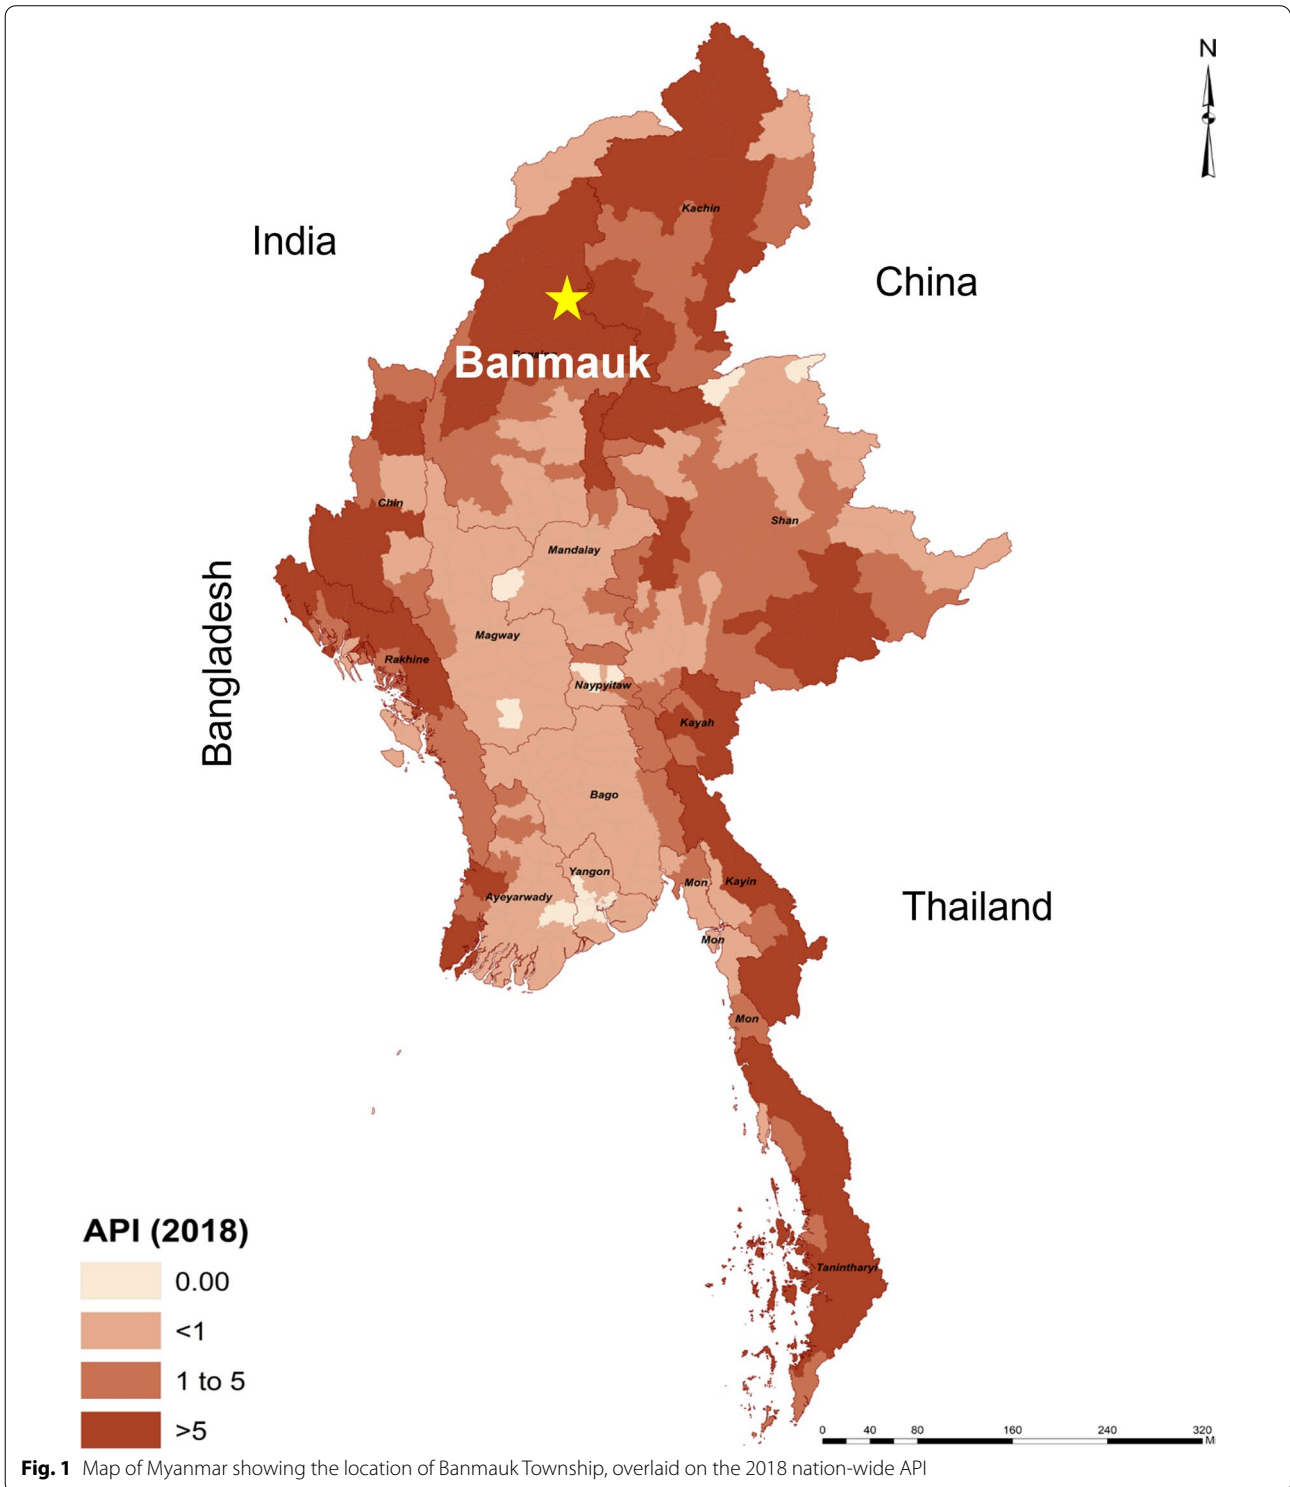 N
India
Kachin
China
Banmauk
Chin
Shan
Mandalay
Bangladesh
Magway
Rakhine
Naypyitaw
Kayah
Bago
Yangon
Mon
Kayin
Ayeyarwady
Thailand
Mon
Mon
Tanintharyi
API (2018)
0.00
<1
1 to 5
>5
0 40 80 160 240 320
M
Fig. 1 Map of Myanmar showing the location of Banmauk Township, overlaid on the 2018 nation-wide API